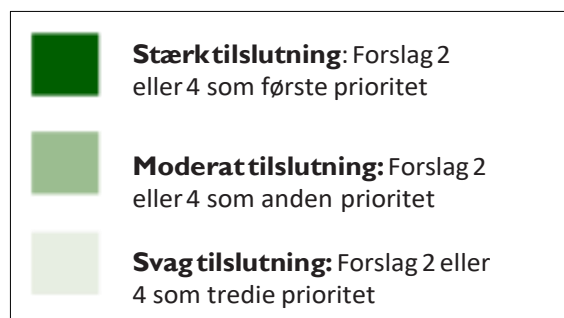 Stærk tilslutning: Forslag 2
eller 4 som første prioritet
Moderat tilslutning: Forslag 2
eller 4 som anden prioritet
Svag tilslutning: Forslag 2 eller
4 som tredie prioritet